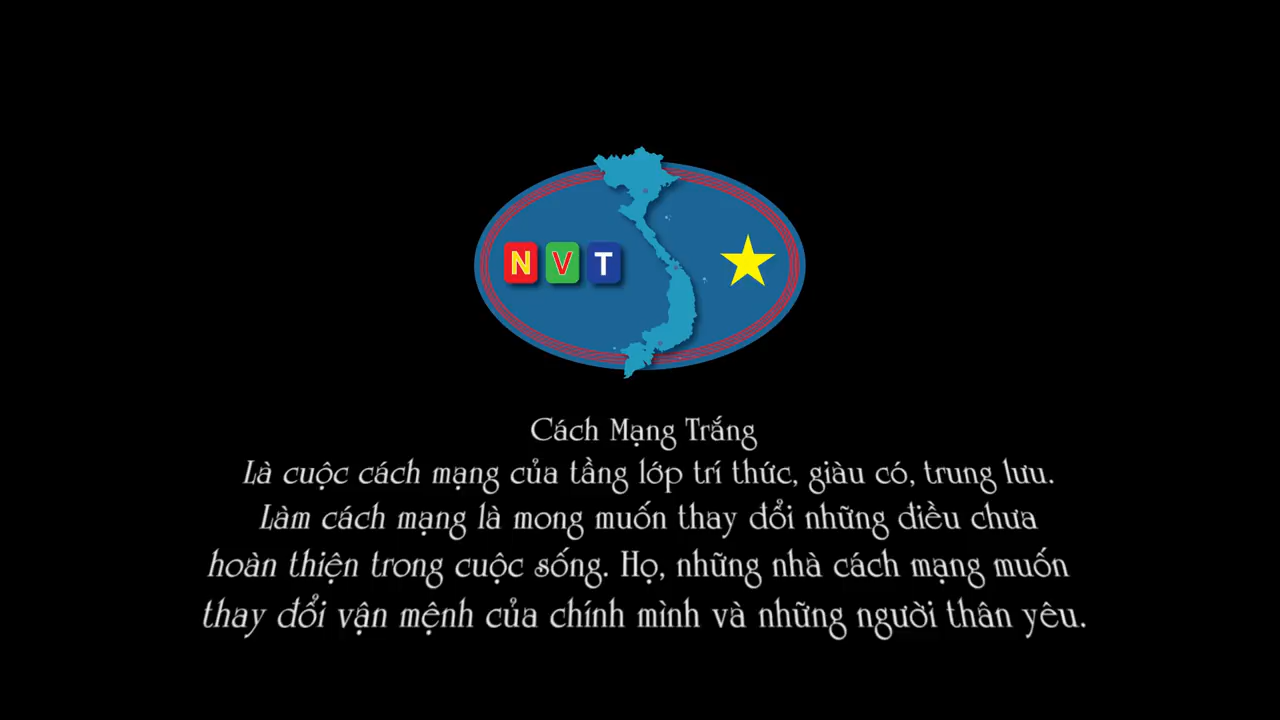 NVT
Cách Mạng Trắng
Là cuộc cách mạng của tầng lớp trí thức, giàu có, trung lưu.
Làm cách mạng là mong muốn thay đổi những điều chưa
hoàn thiện trong cuộc sống. Họ, những nhà cách mạng muốn
thay đổi vận mệnh của chính mình và những người thân yêu.